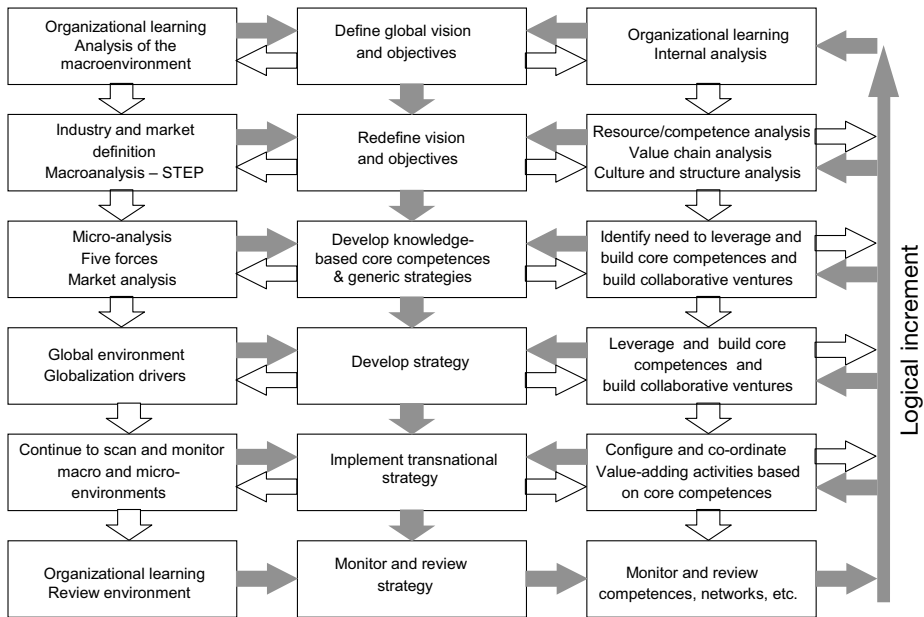 Organizational learning
Analysis of the
macroenvironment
Define global vision
and objectives
Organizational learning
Internal analysis
Industry and market
definition
Macroanalysis – STEP
Redefine vision
and objectives
Resource/competence analysis
Value chain analysis
Culture and structure analysis
Micro-analysis
Five forces
Market analysis
Develop knowledge-
based core competences
& generic strategies
Identify need to leverage and
build core competences and
build collaborative ventures
Global environment
Globalization drivers
Develop strategy
Leverage and build core
competences and
build collaborative ventures
Continue to scan and monitor
macro and micro-
environments
Implement transnational
strategy
Configure and co-ordinate
Value-adding activities based
on core competences
Organizational learning
Review environment
Monitor and review
strategy
Monitor and review
competences, networks, etc.
Logical increment